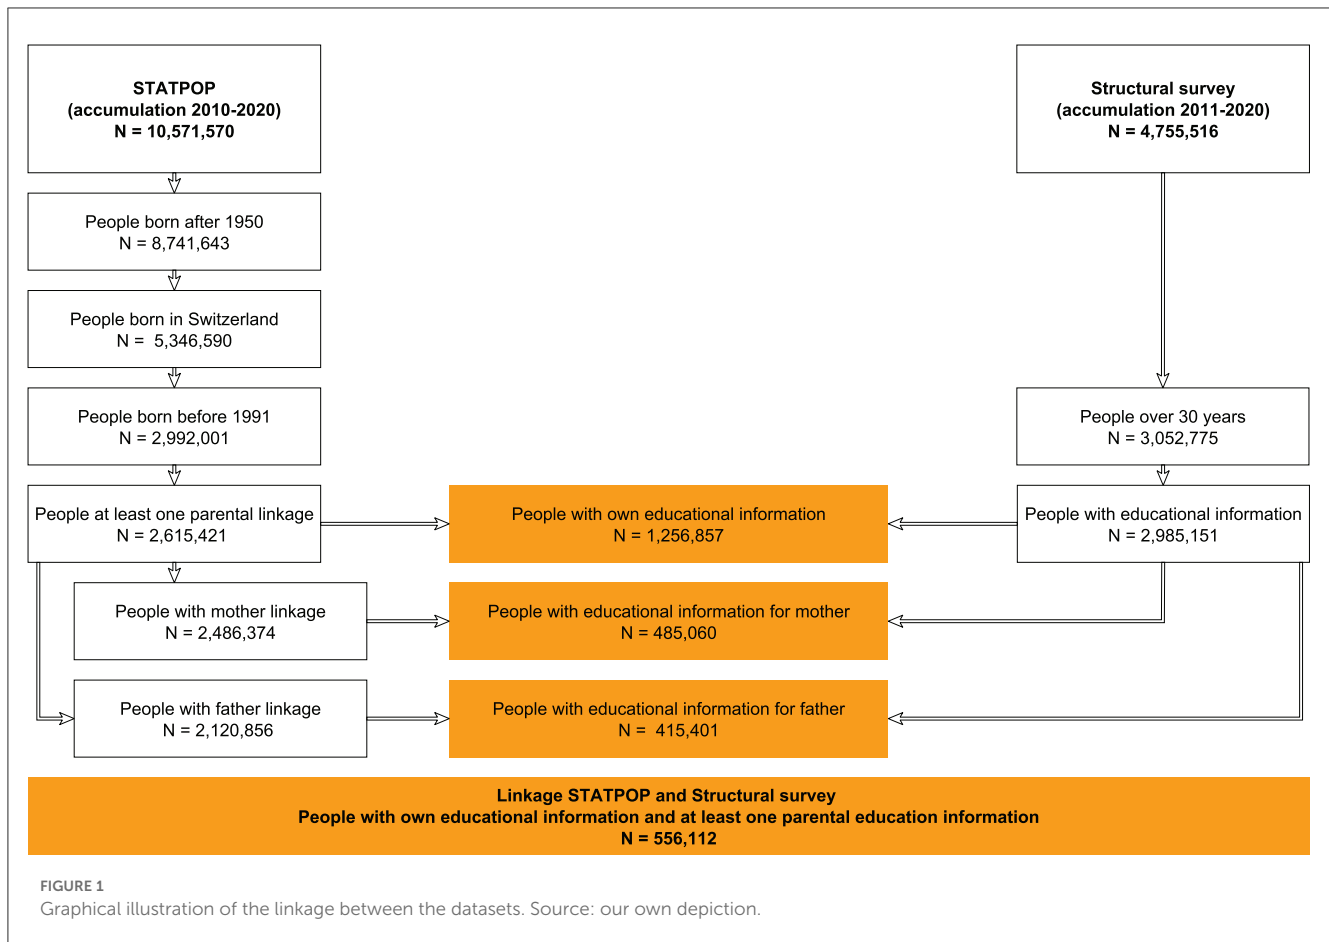 STATPOP
(accumulation 2010-2020)
N = 10,571,570
Structural survey
(accumulation 2011-2020)
N = 4,755,516
People born after 1950
N = 8,741,643
People born in Switzerland
N =  5,346,590
People born before 1991
N = 2,992,001
People over 30 years
N = 3,052,775
People at least one parental linkage
N = 2,615,421
People with own educational information
N = 1,256,857
People with educational information
N = 2,985,151
People with mother linkage
N = 2,486,374
People with educational information for mother
N = 485,060
People with father linkage
N = 2,120,856
People with educational information for father
N =  415,401
Linkage STATPOP and Structural survey
People with own educational information and at least one parental education information
N = 556,112
FIGURE 1
Graphical illustration of the linkage between the datasets. Source: our own depiction.